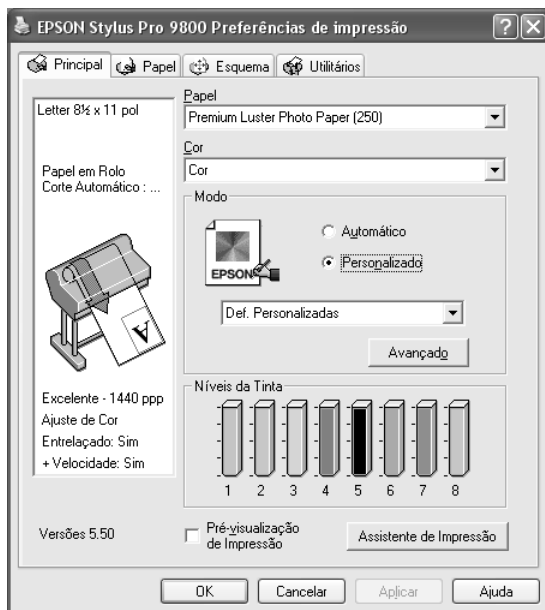 EPSON Stylus Pro 9800 Preferências de impressão
Principal Papel Esquema Utilitários
Letter 8½ x 11 pol
Papel em Rolo
Corte Automático : ...
A
Excelente - 1440 ppp
Ajuste de Cor
Entrelaçado: Sim
+ Velocidade: Sim
Versões 5.50
Papel
Premium Luster Photo Paper (250)
Cor
Cor
Modo
EPSON
Automático
Personalizado
Def. Personalizadas
Avançado
Níveis da Tinta
1 2 3 4 5 6 7 8
Pré-visualização
de Impressão
Assistente de Impressão
OK Cancelar Aplicar Ajuda